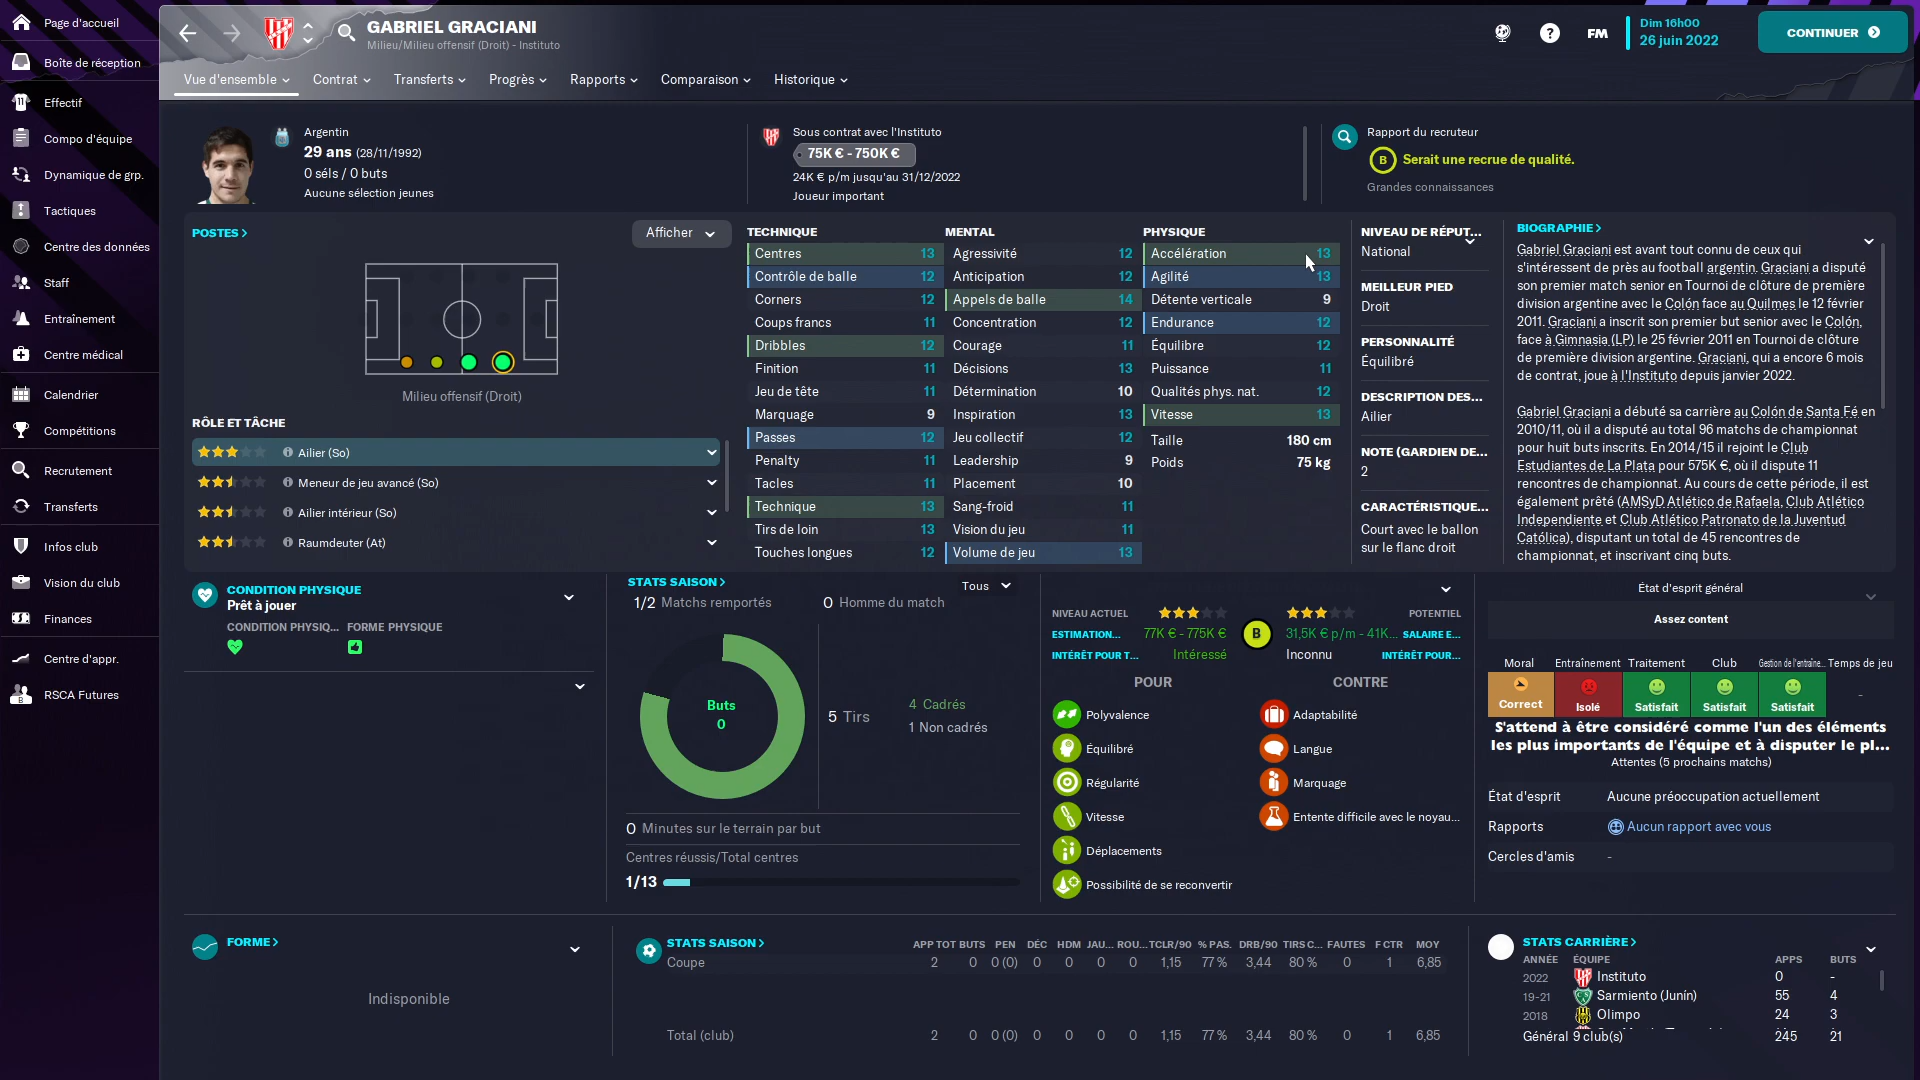 Page d'accueil
Boîte de réception
Effectif
Compo d'équipe
Dynamique de grp.
Tactiques
Centre des données
Staff
Entraînement
Centre médical
Calendrier
Compétitions
Recrutement
Transferts
Infos club
Vision du club
Finances
Centre d'appr.
RSCA Futures
GABRIEL GRACIANI
Milieu/Milieu offensif (Droit) - Instituto
FM
Dim 16h00
26 juin 2022
CONTINUER
Vue d'ensemble
Contrat
Transferts
Progrès
Rapports
Comparaison
Historique
Argentin
29 ans (28/11/1992)
0 séls / 0 buts
Aucune sélection jeunes
Sous contrat avec l'Instituto
75K € - 750K €
24K € p/m jusqu'au 31/12/2022
Joueur important
Rapport du recruteur
B Serait une recrue de qualité.
Grandes connaissances
POSTES
Afficher
Milieu offensif (Droit)
RÔLE ET TÂCHE
Ailier (So)
Meneur de jeu avancé (So)
Ailier intérieur (So)
Raumdeuter (At)
TECHNIQUE
Centres 13
Contrôle de balle 12
Corners 12
Coups francs 11
Dribbles 12
Finition 11
Jeu de tête 11
Marquage 9
Passes 12
Penalty 11
Tacles 11
Technique 13
Tirs de loin 13
Touches longues 12
MENTAL
Agressivité 12
Anticipation 12
Appels de balle 14
Concentration 12
Courage 11
Décisions 13
Détermination 10
Inspiration 13
Jeu collectif 12
Leadership 9
Placement 10
Sang-froid 11
Vision du jeu 11
Volume de jeu 13
PHYSIQUE
Accélération 13
Agilité 13
Détente verticale 9
Endurance 12
Équilibre 12
Puissance 11
Qualités phys. nat. 12
Vitesse 13
Taille 180 cm
Poids 75 kg
NIVEAU DE RÉPUT...
National
MEILLEUR PIED
Droit
PERSONNALITÉ
Équilibré
DESCRIPTION DES...
Ailier
NOTE (GARDIEN DE...
2
CARACTÉRISTIQUE...
Court avec le ballon
sur le flanc droit
BIOGRAPHIE
Gabriel Graciani est avant tout connu de ceux qui
s'intéressent de près au football argentin. Graciani a disputé
son premier match senior en Tournoi de clôture de première
division argentine avec le Colón face au Quilmes le 12 février
2011. Graciani a inscrit son premier but senior avec le Colón,
face à Gimnasia (LP) le 25 février 2011 en Tournoi de clôture
de première division argentine. Graciani, qui a encore 6 mois
de contrat, joue à l'Instituto depuis janvier 2022.
Gabriel Graciani a débuté sa carrière au Colón de Santa Fé en
2010/11, où il a disputé au total 96 matchs de championnat
pour huit buts inscrits. En 2014/15 il rejoint le Club
Estudiantes de La Plata pour 575K €, où il dispute 11
rencontres de championnat. Au cours de cette période, il est
également prêté (AMSyD Atlético de Rafaela, Club Atlético
Independiente et Club Atlético Patronato de la Juventud
Católica), disputant un total de 45 rencontres de
championnat, et inscrivant cinq buts.
CONDITION PHYSIQUE
Prêt à jouer
CONDITION PHYSIQ... FORME PHYSIQUE
STATS SAISON
Tous
1/2 Matchs remportés
0 Homme du match
Buts
0
5 Tirs
4 Cadrés
1 Non cadrés
0 Minutes sur le terrain par but
Centres réussis/Total centres
1/13
NIVEAU ACTUEL
POTENTIEL
ESTIMATION... 77K € - 775K €
B
31,5K € p/m - 41K... SALAIRE E...
INTÉRÊT POUR T... Intéressé
Inconnu INTÉRÊT POUR...
POUR
Polyvalence
Équilibré
Régularité
Vitesse
Déplacements
Possibilité de se reconvertir
CONTRE
Adaptabilité
Langue
Marquage
Entente difficile avec le noyau...
État d'esprit général
Assez content
Moral Entraînement Traitement Club Gestion de l'entraîne... Temps de jeu
Correct Isolé Satisfait Satisfait Satisfait -
S'attend à être considéré comme l'un des éléments
les plus importants de l'équipe et à disputer le pl...
Attentes (5 prochains matchs)
État d'esprit Aucune préoccupation actuellement
Rapports Aucun rapport avec vous
Cercles d'amis -
FORME
Indisponible
STATS SAISON
APP TOT BUTS PEN DÉC HDM JAU... ROU... TCLR/90 % PAS. DRB/90 TIRS C... FAUTES F CTR MOY
Coupe 2 0 0 (0) 0 0 0 0 1,15 77 % 3,44 80 % 0 1 6,85
Total (club) 2 0 0 (0) 0 0 0 0 1,15 77 % 3,44 80 % 0 1 6,85
STATS CARRIÈRE
ANNÉE ÉQUIPE APPS BUTS
2022 Instituto 0 -
19-21 Sarmiento (Junín) 55 4
2018 Olimpo 24 3
Général 9 club(s) 245 21